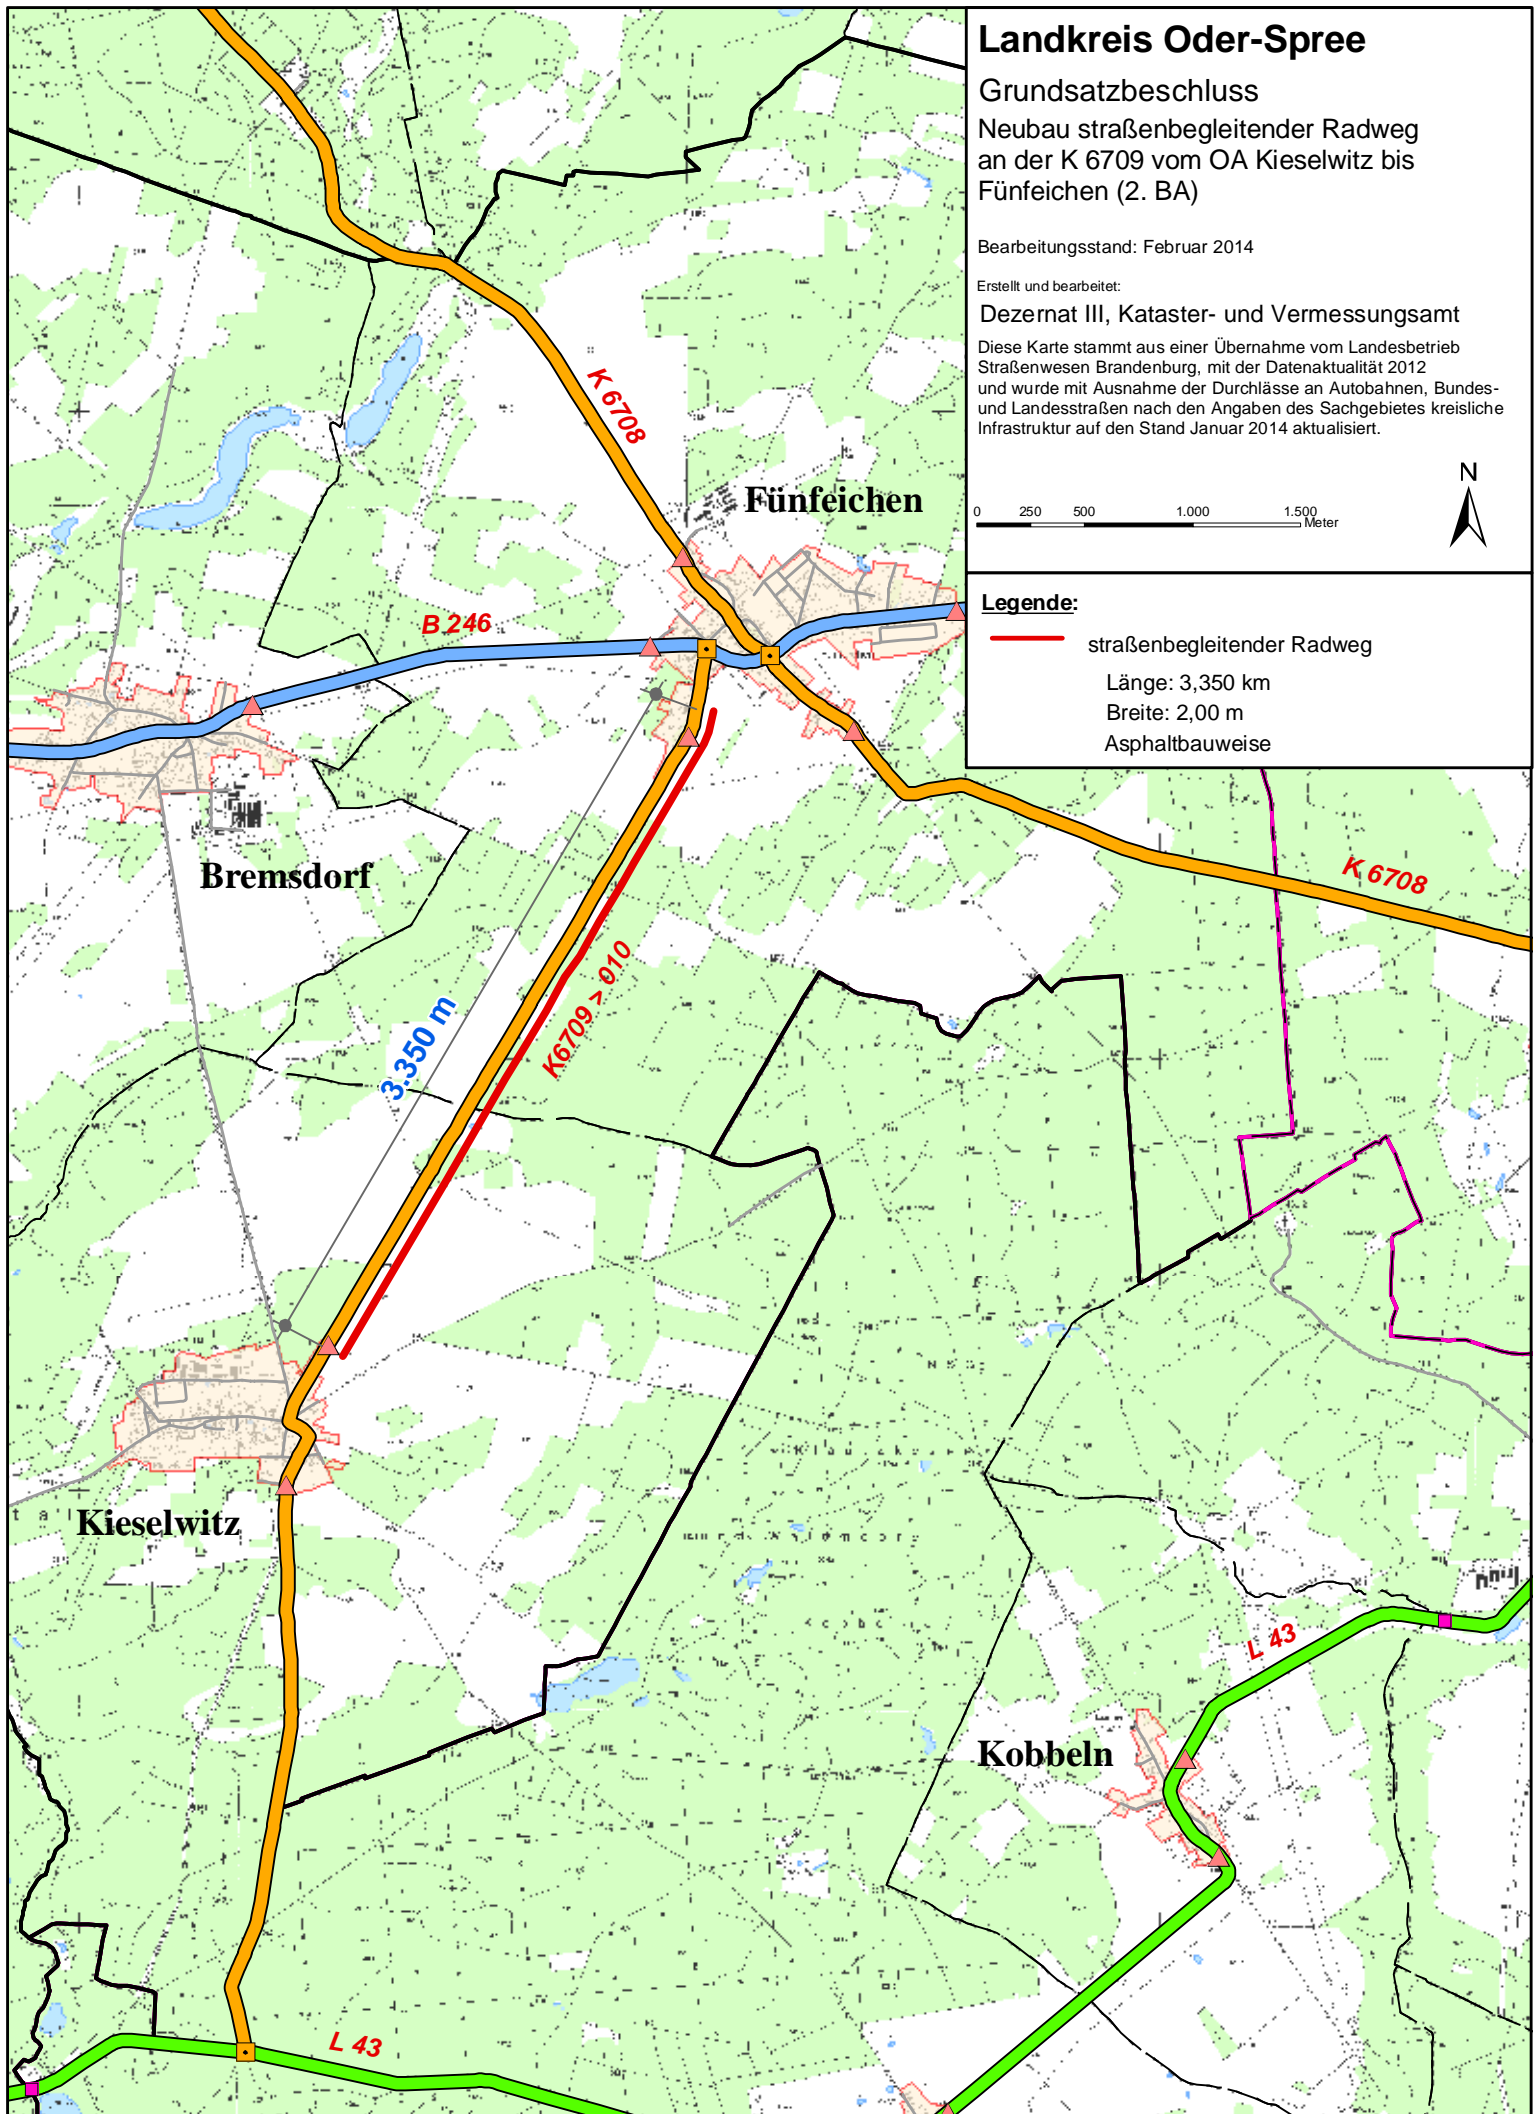 Landkreis Oder-Spree
Grundsatzbeschluss
Neubau straßenbegleitender Radweg
an der K 6709 vom OA Kieselwitz bis
Fünfeichen (2. BA)
Bearbeitungsstand: Februar 2014
Erstellt und bearbeitet:
Dezernat III, Kataster- und Vermessungsamt
Diese Karte stammt aus einer Übernahme vom Landesbetrieb
Straßenwesen Brandenburg, mit der Datenaktualität 2012
und wurde mit Ausnahme der Durchlässe an Autobahnen, Bundes-
und Landesstraßen nach den Angaben des Sachgebietes kreisliche
Infrastruktur auf den Stand Januar 2014 aktualisiert.
N
0 250 500 1.000 1.500
Meter
Legende:
straßenbegleitender Radweg
Länge: 3,350 km
Breite: 2,00 m
Asphaltbauweise
K 6708
Fünfeichen
B 246
Bremsdorf
K 6708
K6709 > 010
3.350 m
Kieselwitz
L 43
Kobbeln
L 43